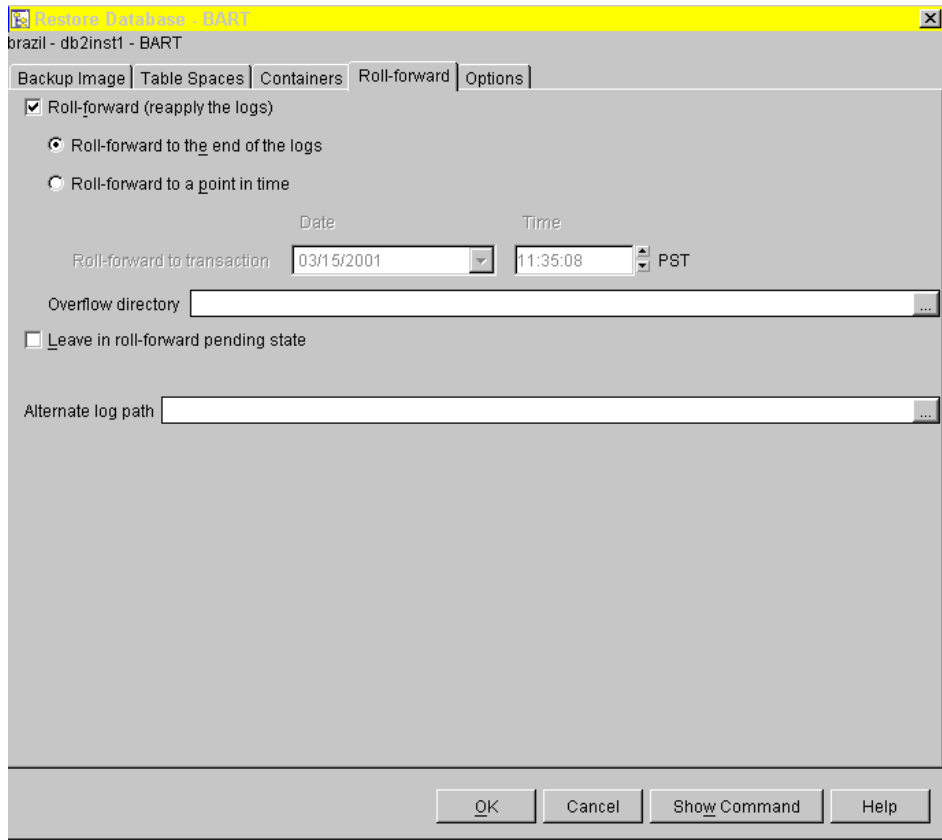 Restore Database - BART
brazil - db2inst1 - BART
Backup Image Table Spaces Containers Roll-forward Options
Roll-forward (reapply the logs)
Roll-forward to the end of the logs
Roll-forward to a point in time
Date Time
Roll-forward to transaction 03/15/2001 11:35:08 PST
Overflow directory ...
Leave in roll-forward pending state
Alternate log path ...
OK Cancel Show Command Help